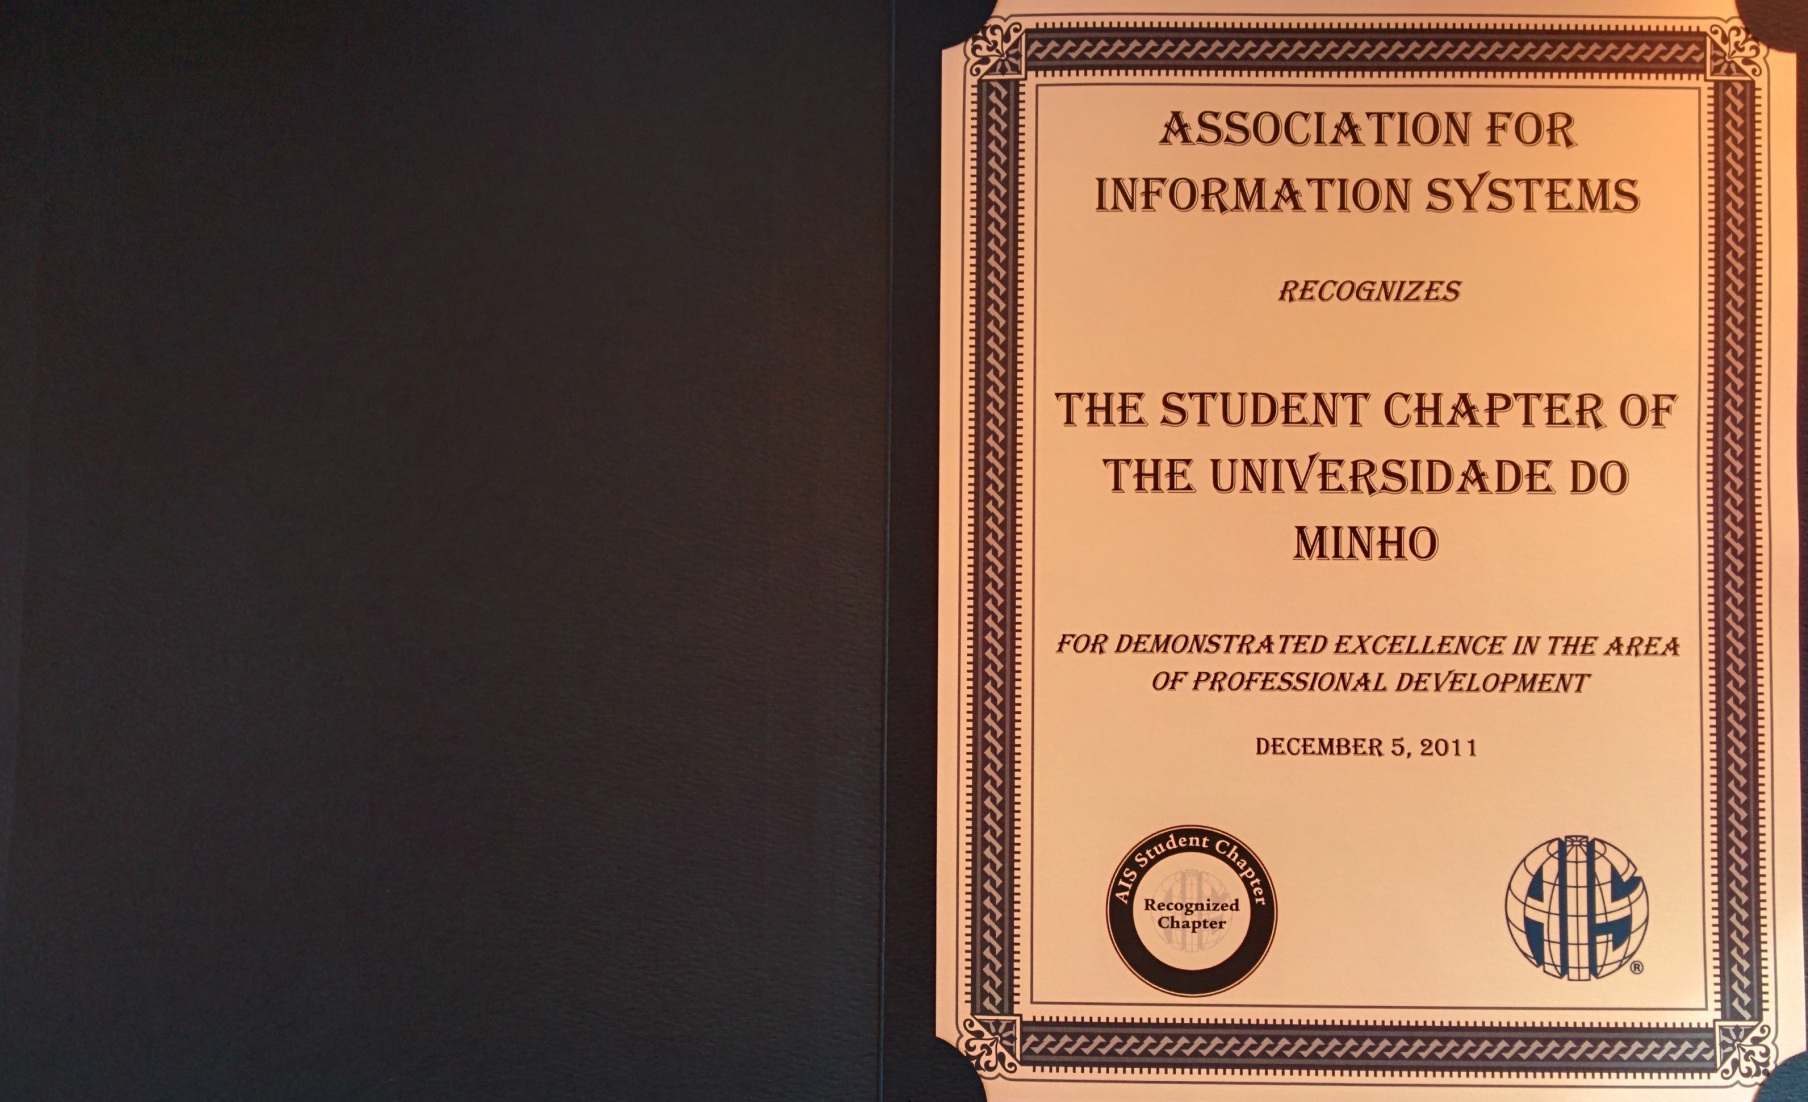 ASSOCIATION FOR
INFORMATION SYSTEMS
RECOGNIZES
THE STUDENT CHAPTER OF
THE UNIVERSIDADE DO
MINHO
FOR DEMONSTRATED EXCELLENCE IN THE AREA
OF PROFESSIONAL DEVELOPMENT
DECEMBER 5, 2011
AIS Student Chapter
Recognized
Chapter
AIS
®